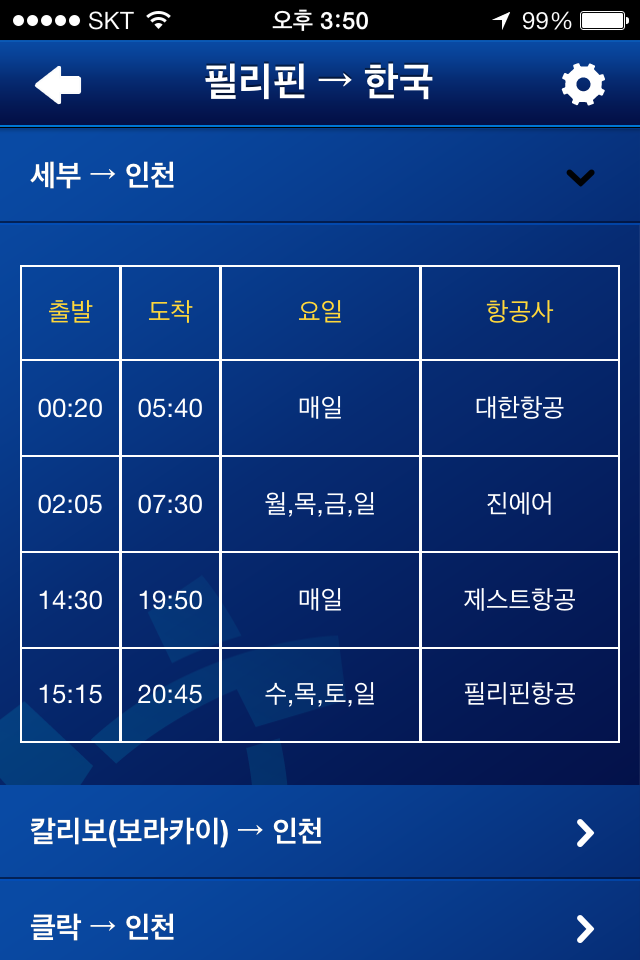 SKT 오후 3:50 99%
필리핀 → 한국
세부 → 인천
출발 도착 요일 항공사
00:20 05:40 매일 대한항공
02:05 07:30 월,목,금,일 진에어
14:30 19:50 매일 제스트항공
15:15 20:45 수,목,토,일 필리핀항공
칼리보(보라카이) → 인천
클락 → 인천